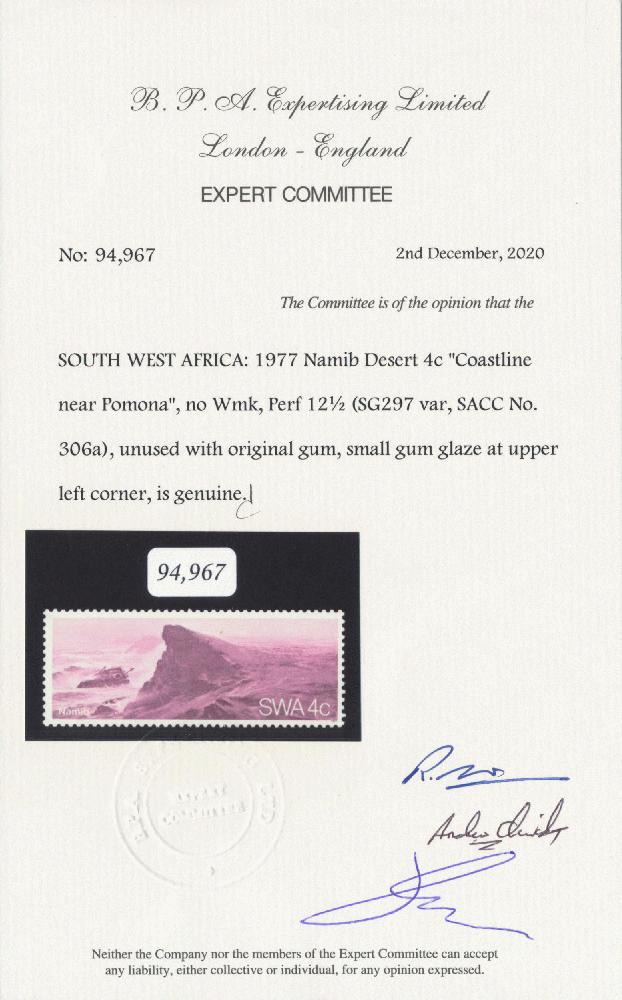 B. P. A. Expertising Limited
London - England
EXPERT COMMITTEE
No: 94,967
2nd December, 2020
The Committee is of the opinion that the
SOUTH WEST AFRICA: 1977 Namib Desert 4c "Coastline
near Pomona", no Wmk, Perf 12½ (SG297 var, SACC No.
306a), unused with original gum, small gum glaze at upper
left corner, is genuine.
94,967
Namib
SWA 4c
EXPERT
COMMITTEE
Neither the Company nor the members of the Expert Committee can accept
any liability, either collective or individual, for any opinion expressed.